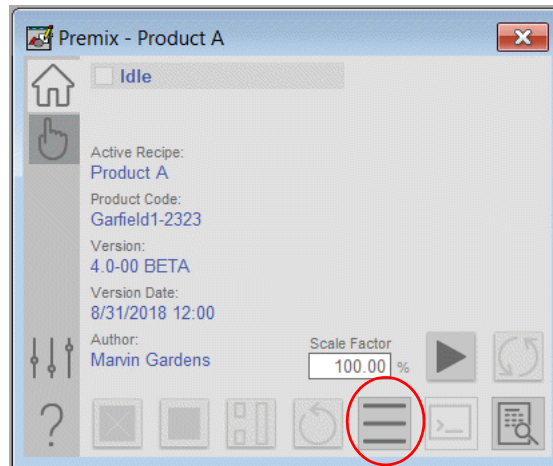 Premix - Product A
Idle
Active Recipe:
Product A
Product Code:
Garfield1-2323
Version:
4.0-00 BETA
Version Date:
8/31/2018 12:00
Author:
Marvin Gardens
Scale Factor
100.00 %
?
>_